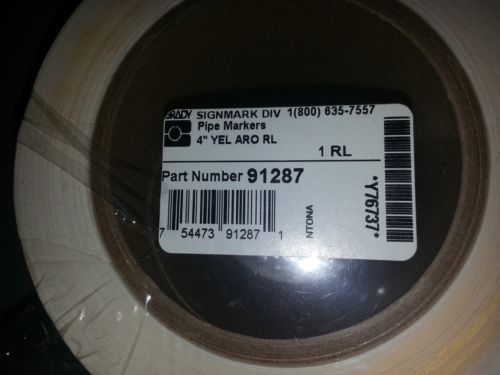 BRADY SIGNMARK DIV 1(800) 635-7557
Pipe Markers
4" YEL ARO RL
1 RL
Part Number 91287
7 54473 91287 1
NTONA
*Y76737*